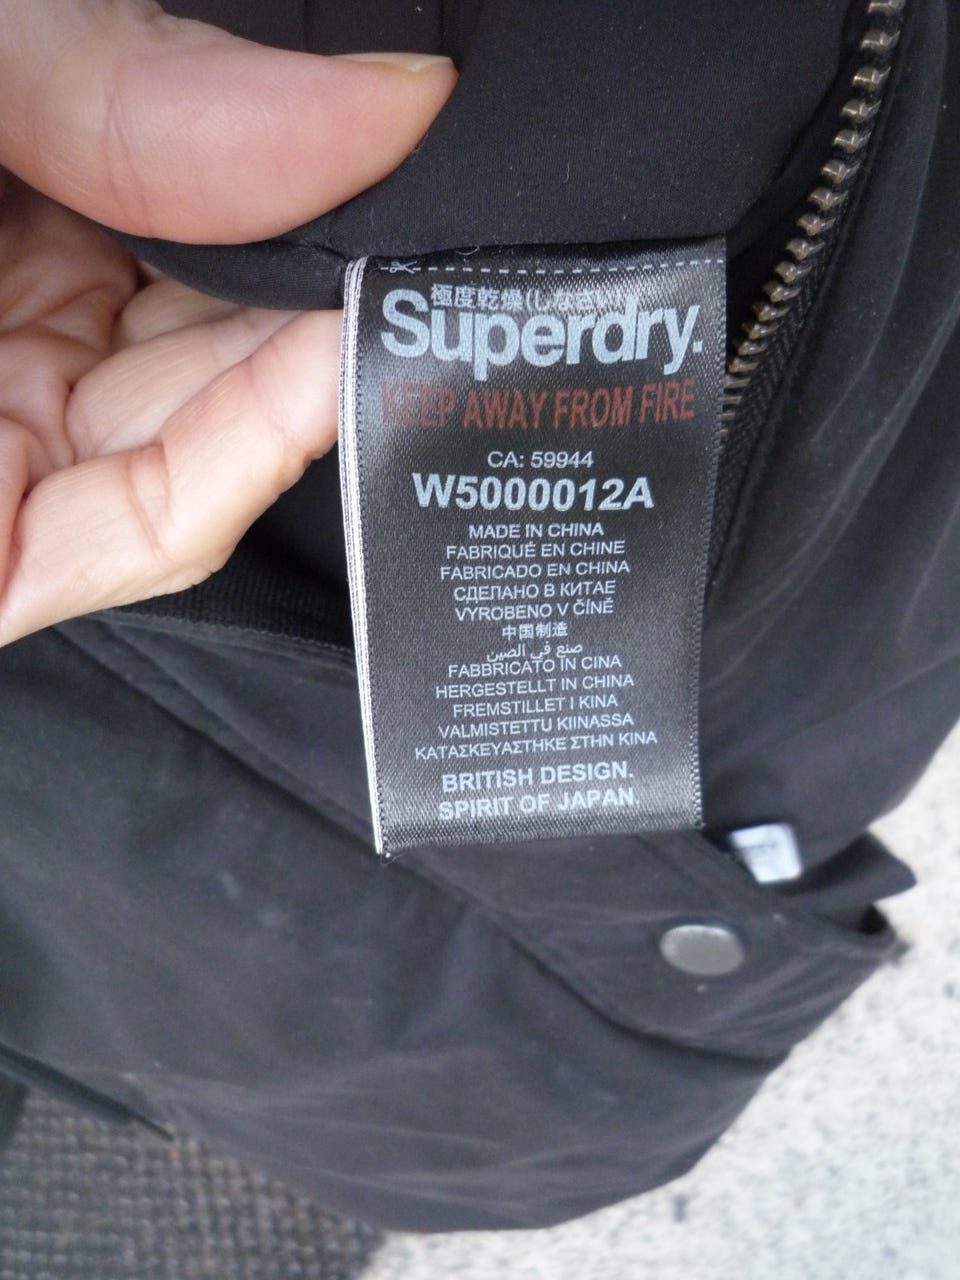 極度乾燥(しなさい)
Superdry.
KEEP AWAY FROM FIRE
CA: 59944
W5000012A
MADE IN CHINA
FABRIQUÉ EN CHINE
FABRICADO EN CHINA
СДЕЛАНО В КИТАЕ
VYROBENO V ČÍNĚ
中国制造
صنع في الصين
FABBRICATO IN CINA
HERGESTELLT IN CHINA
FREMSTILLET I KINA
VALMISTETTU KIINASSA
ΚΑΤΑΣΚΕΥΑΣΤΗΚΕ ΣΤΗΝ ΚΙΝΑ
BRITISH DESIGN.
SPIRIT OF JAPAN.